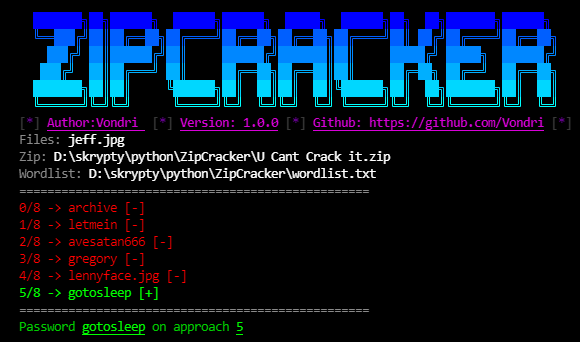 ZIPCRACKER
[*] Author:Vondri [*] Version: 1.0.0 [*] Github: https://github.com/Vondri [*]
Files: jeff.jpg
Zip: D:\skrypty\python\ZipCracker\U Cant Crack it.zip
Wordlist: D:\skrypty\python\ZipCracker\wordlist.txt
==================================================
0/8 -> archive [-]
1/8 -> letmein [-]
2/8 -> avesatan666 [-]
3/8 -> gregory [-]
4/8 -> lennyface.jpg [-]
5/8 -> gotosleep [+]
==================================================
Password gotosleep on approach 5